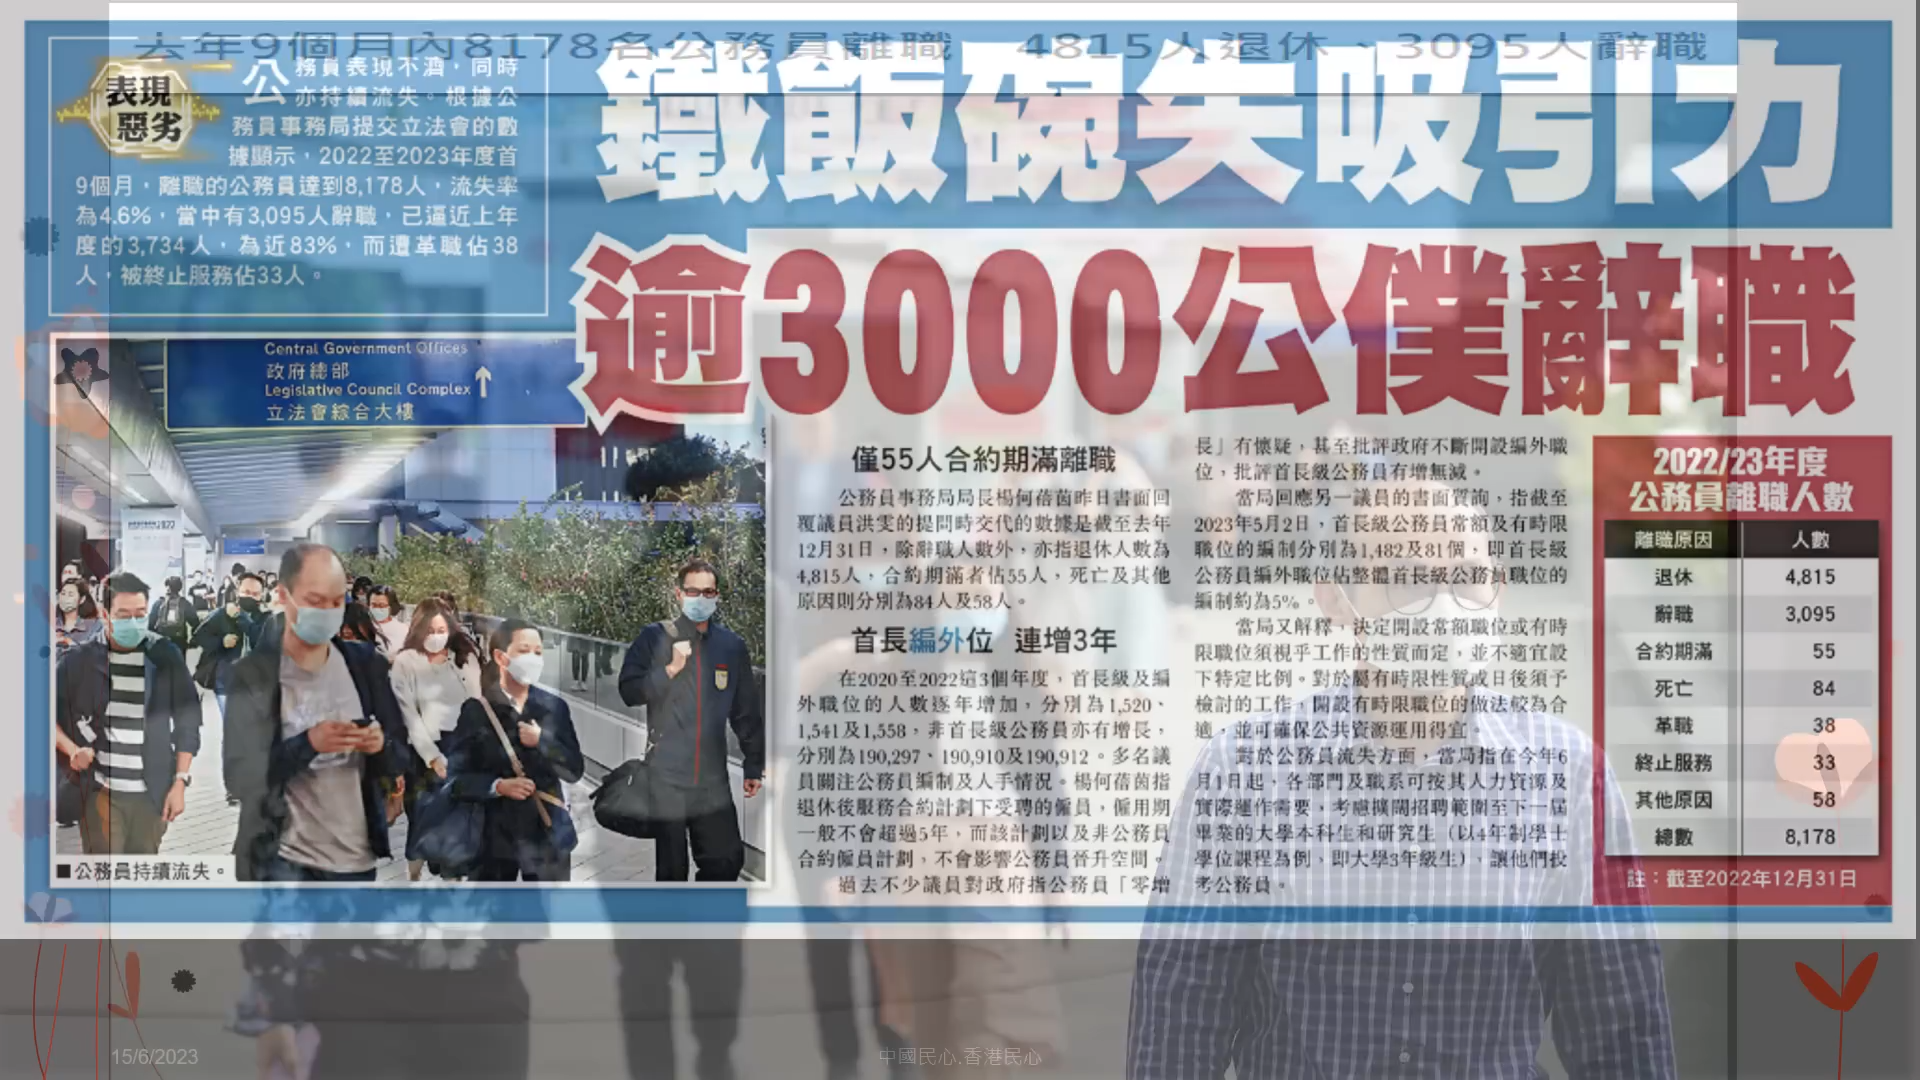 去年9個月內8178名公務員離職　4815人退休、3095人辭職
表現
惡劣
公務員表現不濟，同時
亦持續流失。根據公
務員事務局提交立法會的數
據顯示，2022至2023年度首
9個月，離職的公務員達到8,178人，流失率
為4.6%，當中有3,095人辭職，已逼近上年
度的3,734人，為近83%，而遭革職佔38
人，被終止服務佔33人。
鐵飯碗失吸引力
逾3000公僕辭職
Central Government Offices
政府總部
Legislative Council Complex
立法會綜合大樓
■公務員持續流失。
僅55人合約期滿離職
公務員事務局局長楊何蓓茵昨日書面回
覆議員洪雯的提問時交代的數據是截至去年
12月31日，除辭職人數外，亦指退休人數為
4,815人，合約期滿者佔55人，死亡及其他
原因則分別為84人及58人。
首長編外位　連增3年
在2020至2022這3個年度，首長級及編
外職位的人數逐年增加，分別為1,520、
1,541及1,558，非首長級公務員亦有增長，
分別為190,297、190,910及190,912。多名議
員關注公務員編制及人手情況。楊何蓓茵指
退休後服務合約計劃下受聘的僱員，僱用期
一般不會超過5年，而該計劃以及非公務員
合約僱員計劃，不會影響公務員晉升空間。
過去不少議員對政府指公務員「零增
長」有懷疑，甚至批評政府不斷開設編外職
位，批評首長級公務員有增無減。
當局回應另一議員的書面質詢，指截至
2023年5月2日，首長級公務員常額及有時限
職位的編制分別為1,482及81個，即首長級
公務員編外職位佔整體首長級公務員職位的
編制約為5%。
當局又解釋，決定開設常額職位或有時
限職位須視乎工作的性質而定，並不適宜設
下特定比例。對於屬有時限性質或日後須予
檢討的工作，開設有時限職位的做法較為合
適，並可確保公共資源運用得宜。
對於公務員流失方面，當局指在今年6
月1日起，各部門及職系可按其人力資源及
實際運作需要，考慮擴闊招聘範圍至下一屆
畢業的大學本科生和研究生（以4年制學士
學位課程為例，即大學3年級生），讓他們投
考公務員。
2022/23年度
公務員離職人數
離職原因　人數
退休　4,815
辭職　3,095
合約期滿　55
死亡　84
革職　38
終止服務　33
其他原因　58
總數　8,178
註：截至2022年12月31日
15/6/2023
中國民心.香港民心